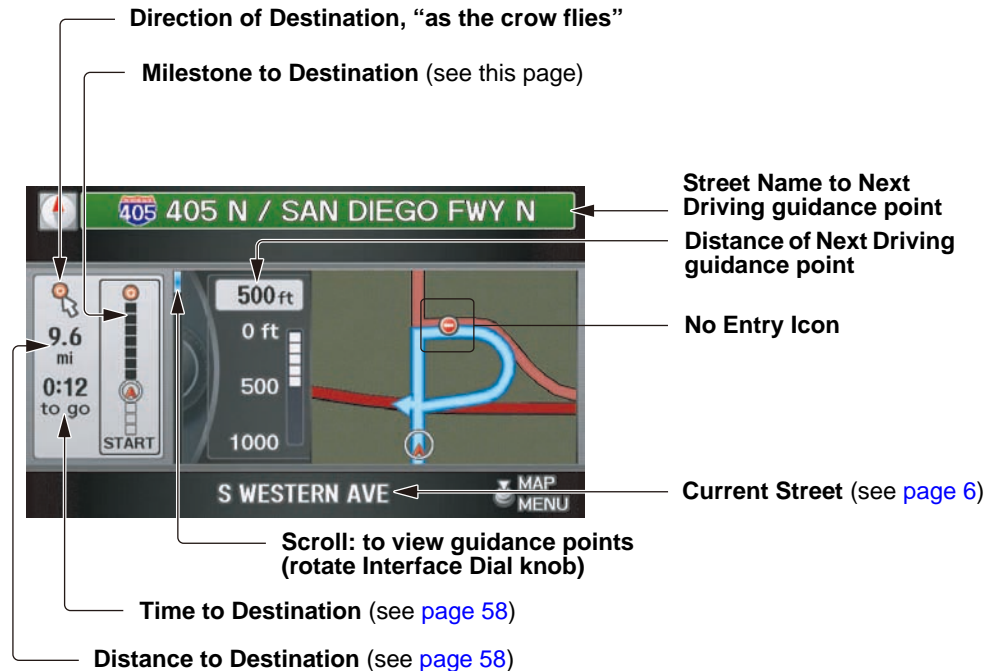 Direction of Destination, “as the crow flies”
Milestone to Destination (see this page)
Street Name to Next
Driving guidance point
Distance of Next Driving
guidance point
No Entry Icon
405 405 N / SAN DIEGO FWY N
9.6
mi
0:12
to go
START
500 ft
0 ft
500
1000
S WESTERN AVE
MAP
MENU
Current Street (see page 6)
Scroll: to view guidance points
(rotate Interface Dial knob)
Time to Destination (see page 58)
Distance to Destination (see page 58)